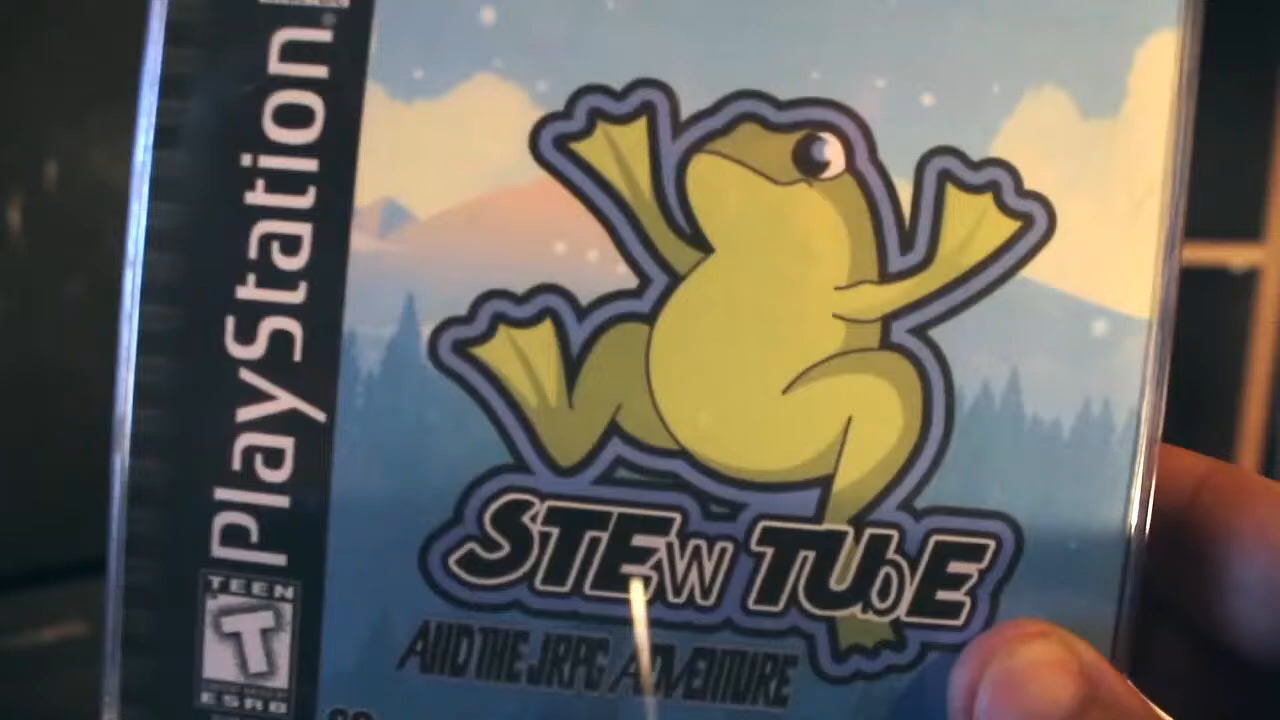 PlayStation
TEEN
T
ESRB
STEW TUbE
AND THE JRPG ADVENTURE